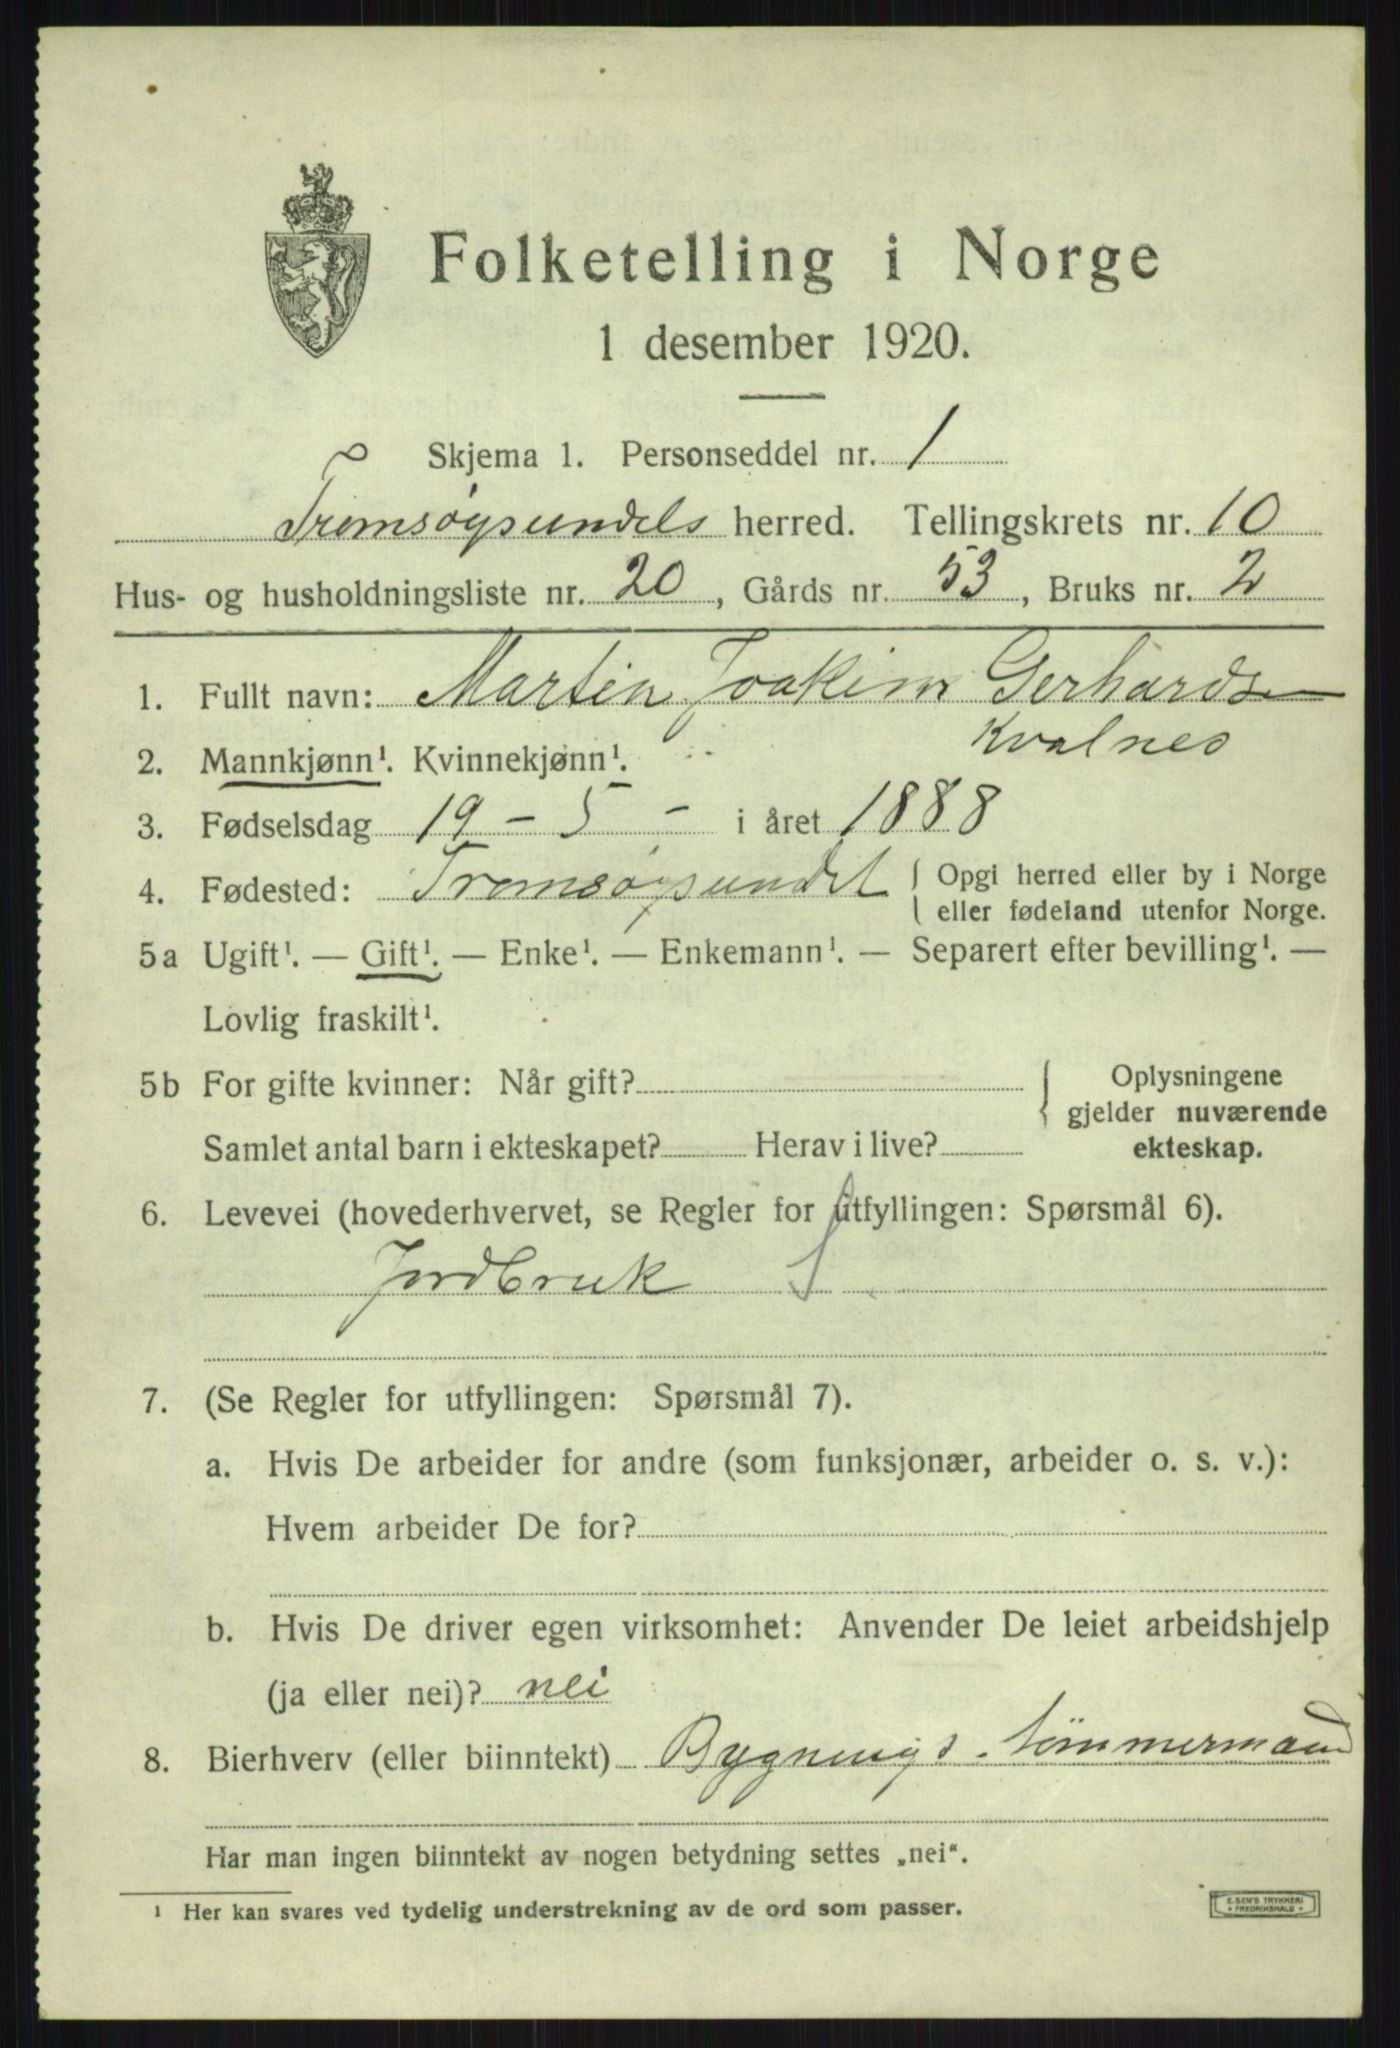 Folketelling i Norge
1 desember 1920.
Skjema 1. Personseddel nr. 1
Tromsøysundets herred. Tellingskrets nr. 10
Hus- og husholdningsliste nr. 20, Gårds nr. 53, Bruks nr. 2
1. Fullt navn: Martin Joakim Gerhards
Kvalnes
2. Mannkjønn¹. Kvinnekjønn¹.
3. Fødselsdag 19 - 5 - i året 1888
4. Fødested: Tromsøysundet { Opgi herred eller by i Norge
eller fødeland utenfor Norge.
5a Ugift¹. — Gift¹. — Enke¹. — Enkemann¹. — Separert efter bevilling¹. —
Lovlig fraskilt¹.
5b For gifte kvinner: Når gift? { Oplysningene
gjelder nuværende
Samlet antal barn i ekteskapet? Herav i live? ekteskap.
6. Levevei (hovederhvervet, se Regler for utfyllingen: Spørsmål 6).
Jordbruk S
7. (Se Regler for utfyllingen: Spørsmål 7).
a. Hvis De arbeider for andre (som funksjonær, arbeider o. s. v.):
Hvem arbeider De for?
b. Hvis De driver egen virksomhet: Anvender De leiet arbeidshjelp
(ja eller nei)? nei
8. Bierhverv (eller biinntekt) Bygnings-tømmermand
Har man ingen biinntekt av nogen betydning settes „nei“.
¹ Her kan svares ved tydelig understrekning av de ord som passer.
E. SEM'S TRYKKERI
FREDRIKSHALD